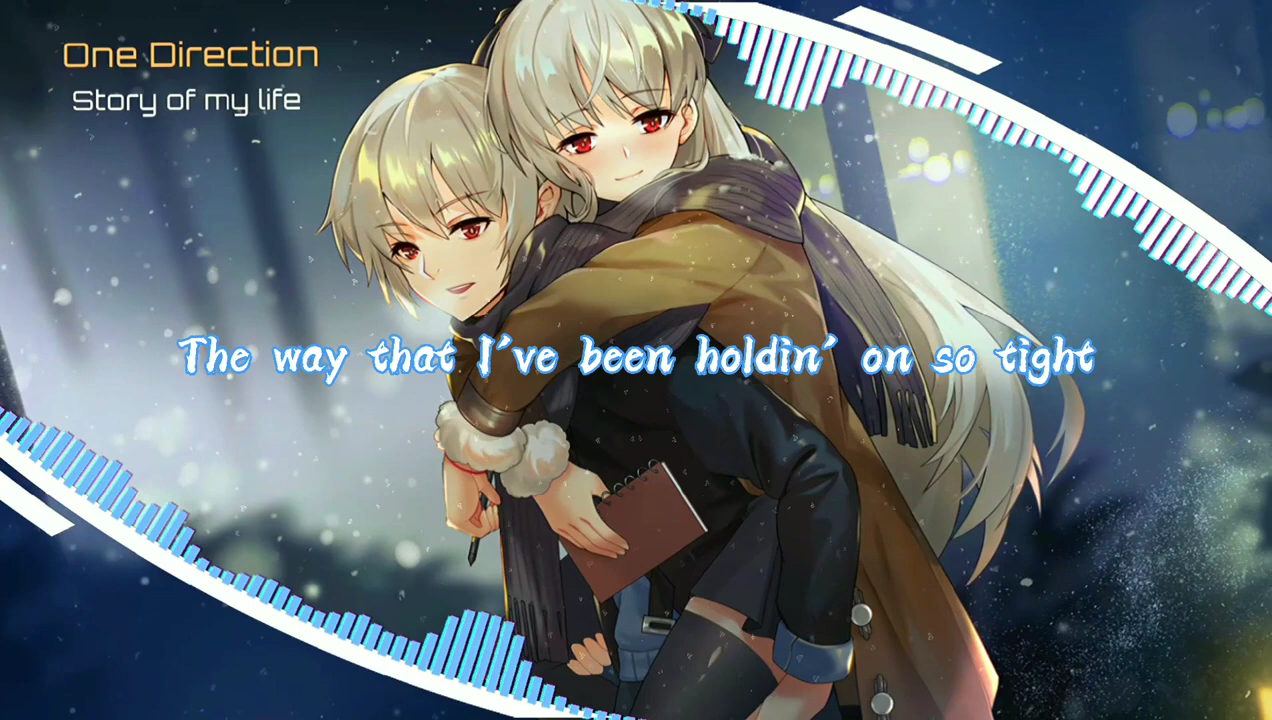 One Direction
Story of my life
The way that I've been holdin' on so tight